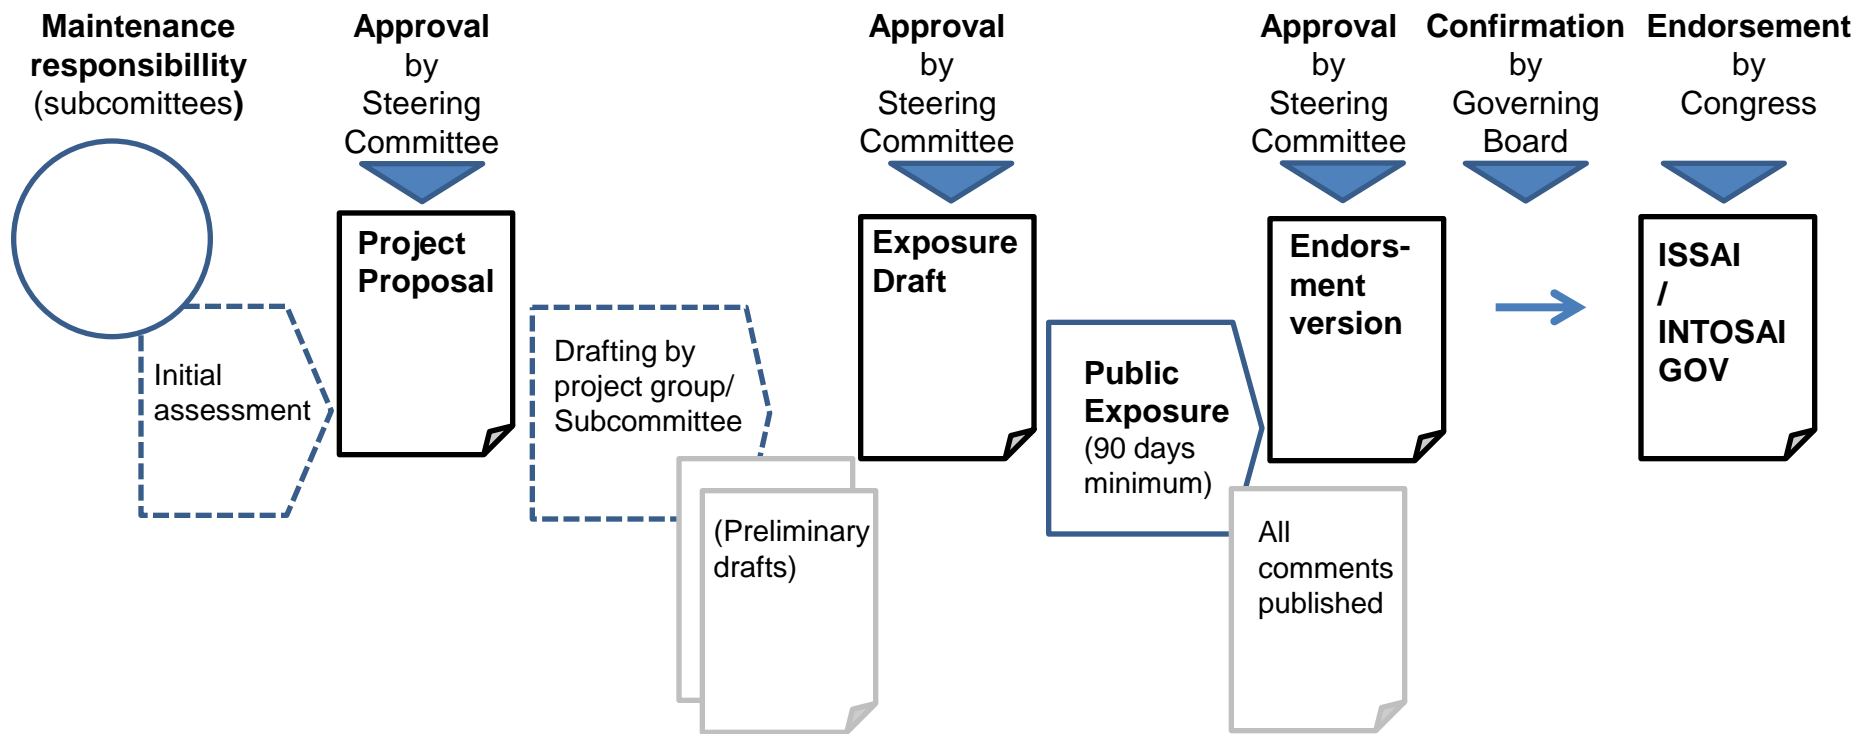 Maintenance
responsibillity
(subcomittees)
Approval
by
Steering
Committee
Approval
by
Steering
Committee
Approval
by
Steering
Committee
Confirmation
by
Governing
Board
Endorsement
by
Congress
Initial
assessment
Project
Proposal
Drafting by
project group/
Subcommittee
(Preliminary
drafts)
Exposure
Draft
Public
Exposure
(90 days
minimum)
All
comments
published
Endors-
ment
version
ISSAI
/
INTOSAI
GOV